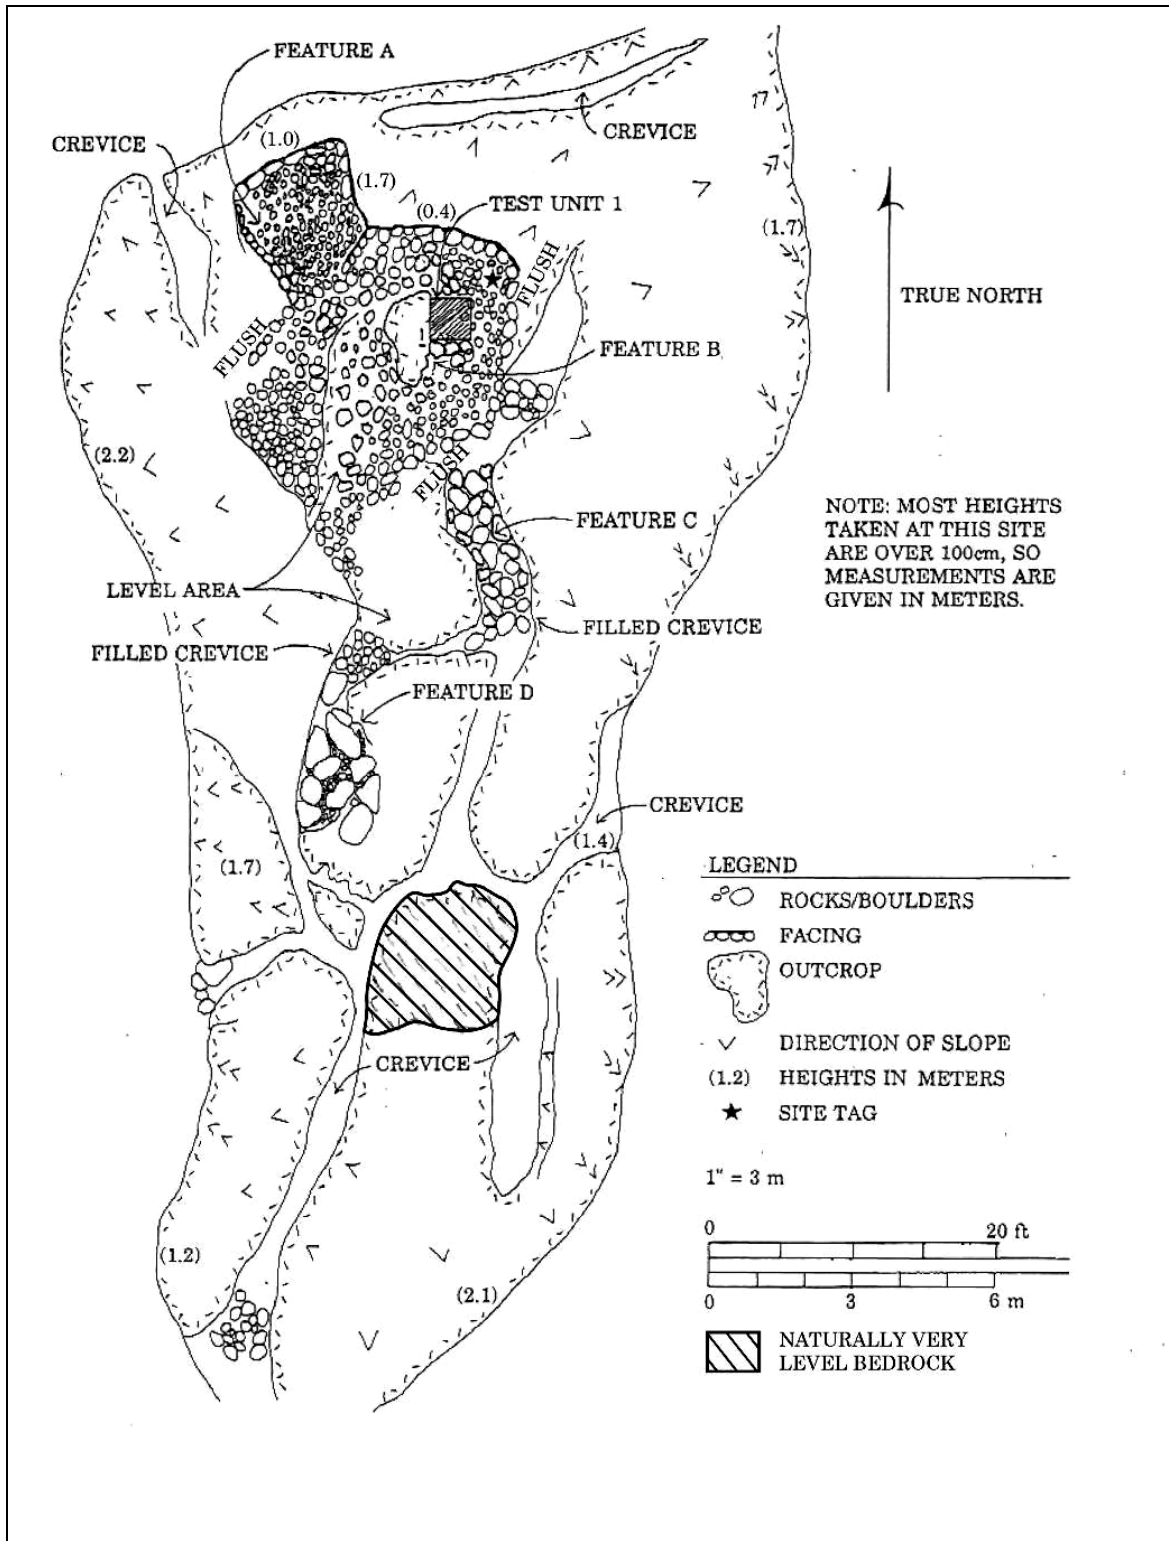 FEATURE A
CREVICE
CREVICE
(1.0)
(1.7)
(0.4)
TEST UNIT 1
(1.7)
FLUSH
TRUE NORTH
FLUSH
FEATURE B
(2.2)
FLUSH
NOTE: MOST HEIGHTS
TAKEN AT THIS SITE
ARE OVER 100cm, SO
MEASUREMENTS ARE
GIVEN IN METERS.
FEATURE C
LEVEL AREA
FILLED CREVICE
FILLED CREVICE
FEATURE D
CREVICE
(1.4)
(1.7)
LEGEND
ROCKS/BOULDERS
FACING
OUTCROP
DIRECTION OF SLOPE
(1.2) HEIGHTS IN METERS
SITE TAG
CREVICE
1" = 3 m
(1.2)
(2.1)
0 20 ft
0 3 6 m
NATURALLY VERY
LEVEL BEDROCK